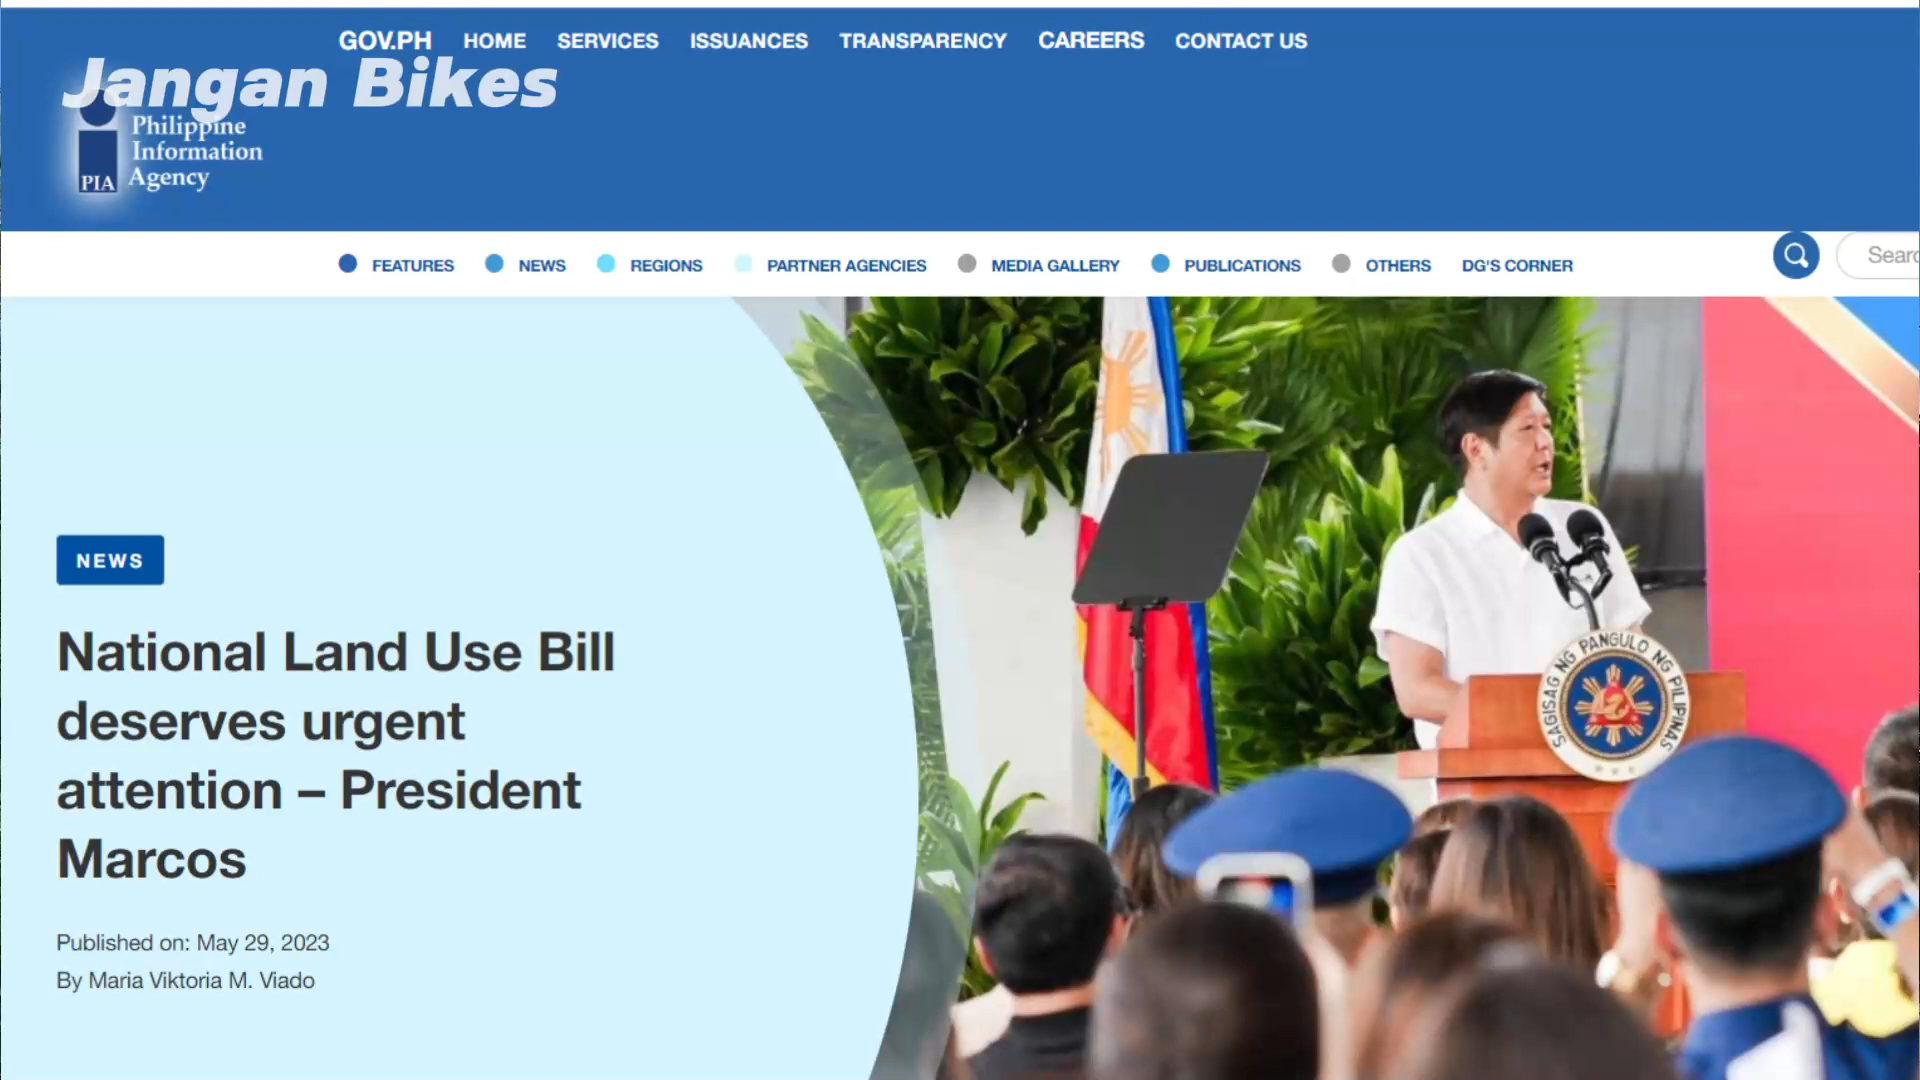 GOV.PH HOME SERVICES ISSUANCES TRANSPARENCY CAREERS CONTACT US
Jangan Bikes
Philippine
Information
PIA Agency
FEATURES NEWS REGIONS PARTNER AGENCIES MEDIA GALLERY PUBLICATIONS OTHERS DG'S CORNER
Searc
NEWS
National Land Use Bill
deserves urgent
attention – President
Marcos
Published on: May 29, 2023
By Maria Viktoria M. Viado
SAGISAG NG PANGULO NG PILIPINAS